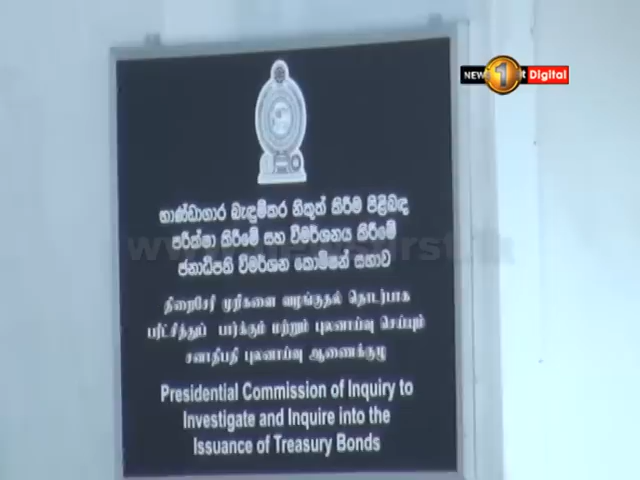 NEWS 1st Digital
භාණ්ඩාගාර බැඳුම්කර නිකුත් කිරීම පිළිබඳ
පරීක්ෂා කිරීමේ සහ විමර්ශනය කිරීමේ
ජනාධිපති විමර්ශන කොමිෂන් සභාව
திறைசேரி முறிகளை வழங்குதல் தொடர்பாக
பரீட்சித்துப் பார்க்கும் மற்றும் புலனாய்வு செய்யும்
சனாதிபதி புலனாய்வு ஆணைக்குழு
Presidential Commission of Inquiry to
Investigate and Inquire into the
Issuance of Treasury Bonds